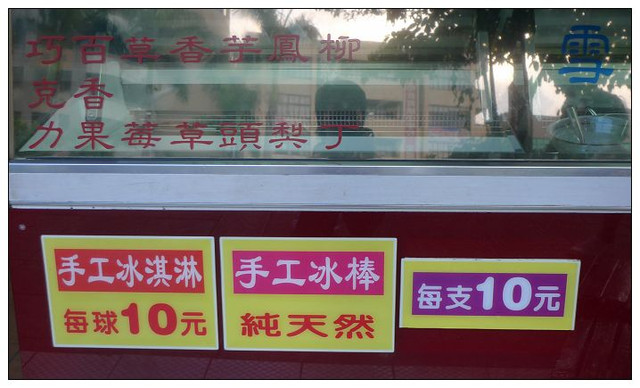 巧克力
百香果
草莓
香草
芋頭
鳳梨
柳丁
雪
手工冰淇淋
每球10元
手工冰棒
純天然
每支10元